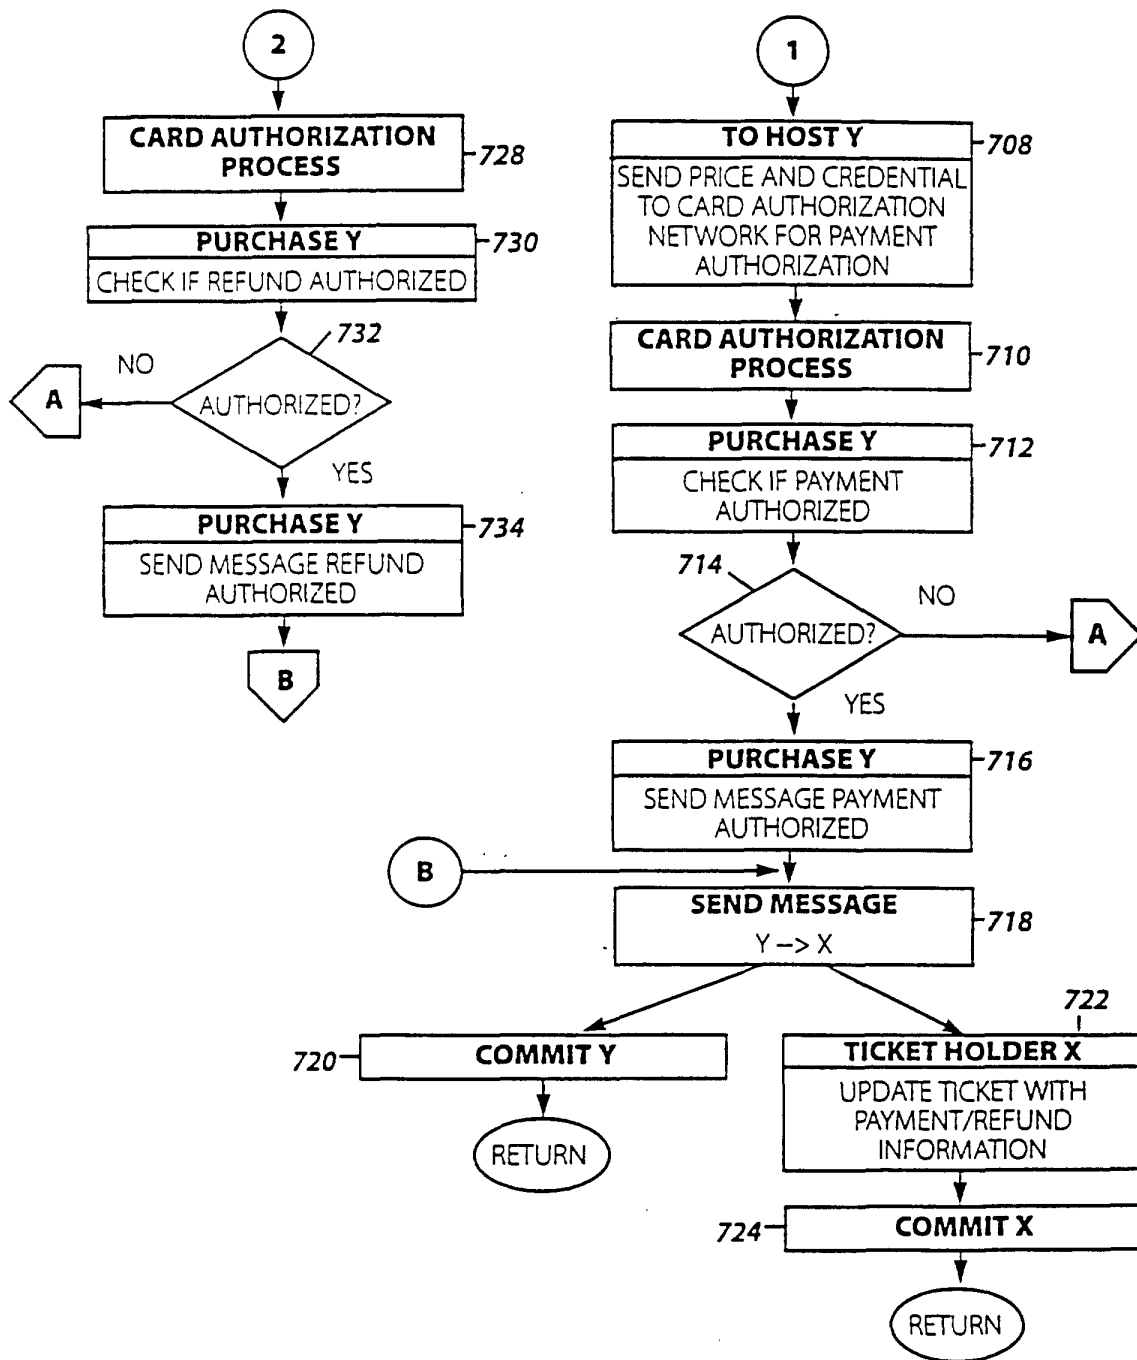 2
CARD AUTHORIZATION
PROCESS
728
PURCHASE Y
730
CHECK IF REFUND AUTHORIZED
732
NO
A
AUTHORIZED?
YES
PURCHASE Y
734
SEND MESSAGE REFUND
AUTHORIZED
B
1
TO HOST Y
708
SEND PRICE AND CREDENTIAL
TO CARD AUTHORIZATION
NETWORK FOR PAYMENT
AUTHORIZATION
CARD AUTHORIZATION
PROCESS
710
PURCHASE Y
712
CHECK IF PAYMENT
AUTHORIZED
714
NO
AUTHORIZED?
A
YES
PURCHASE Y
716
SEND MESSAGE PAYMENT
AUTHORIZED
B
SEND MESSAGE
718
Y –> X
720
COMMIT Y
RETURN
722
TICKET HOLDER X
UPDATE TICKET WITH
PAYMENT/REFUND
INFORMATION
724
COMMIT X
RETURN